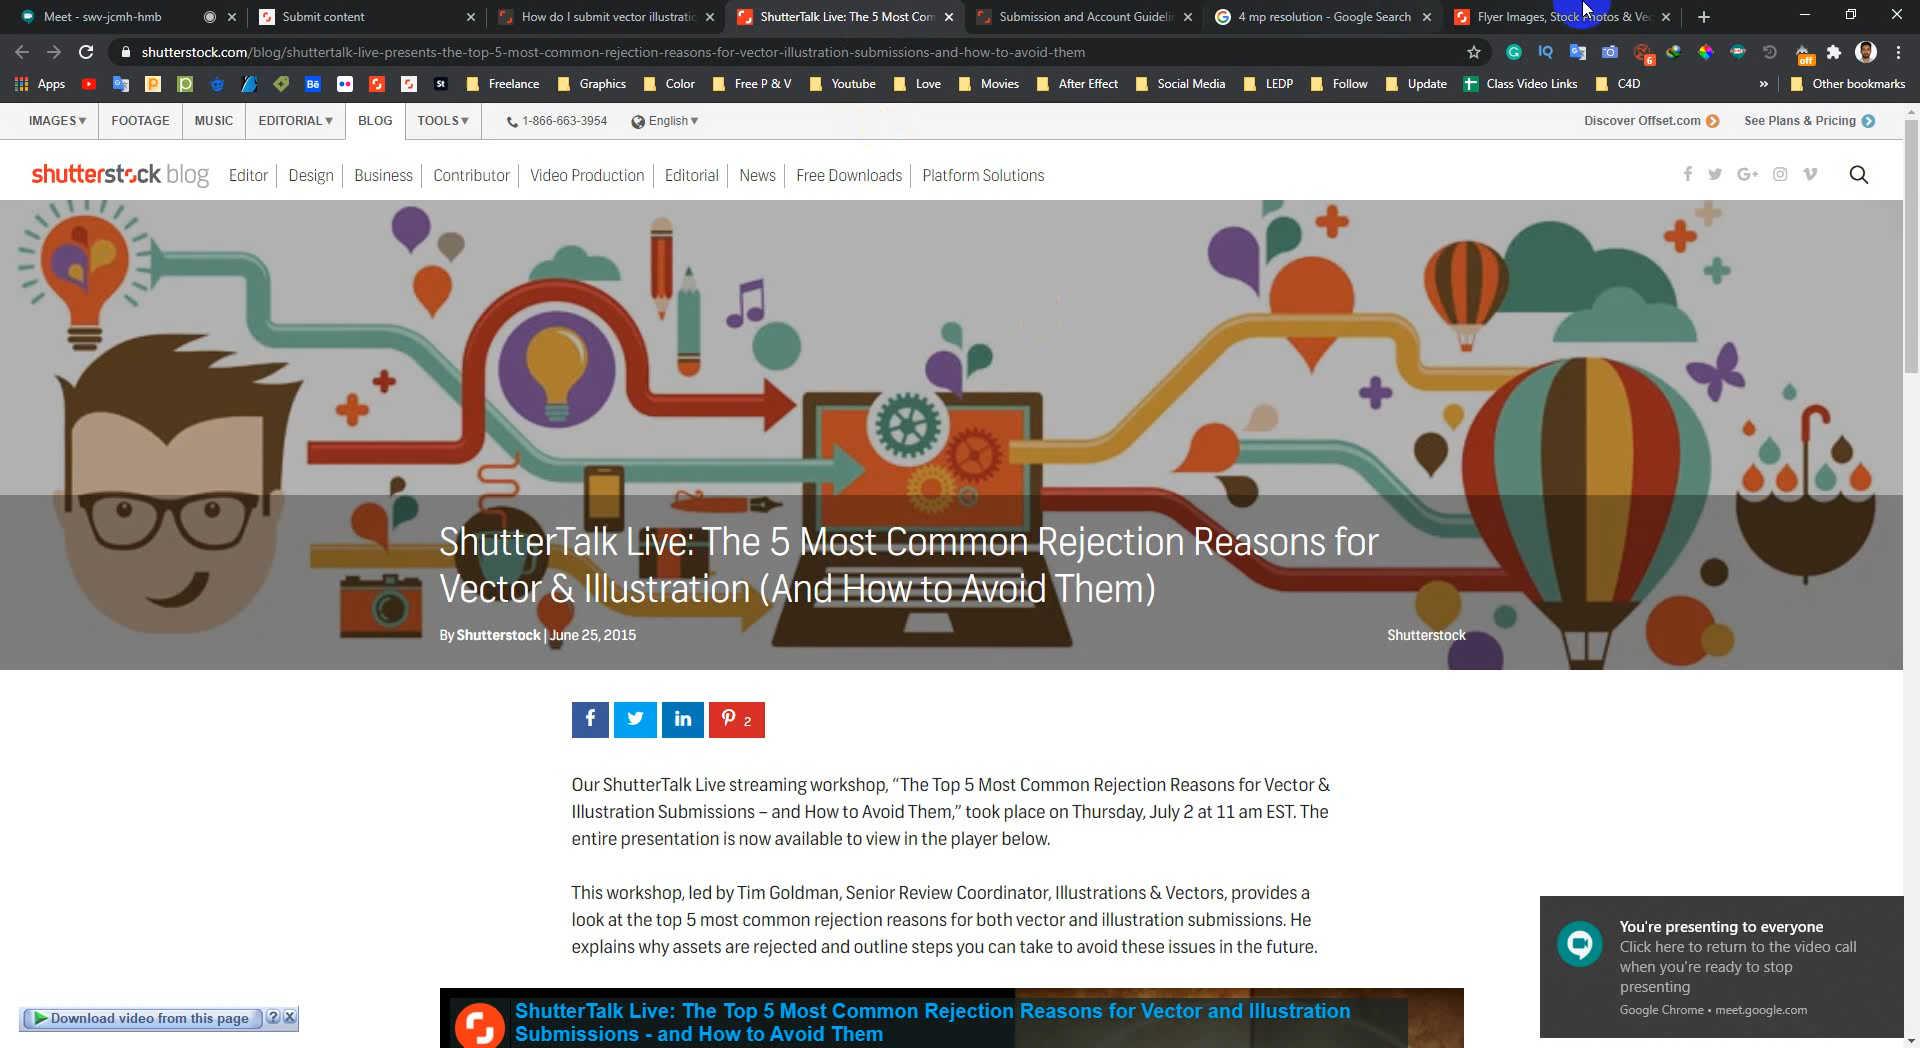 Meet - swv-jcmh-hmb
Submit content
How do I submit vector illustratic
ShutterTalk Live: The 5 Most Com
Submission and Account Guidelin
4 mp resolution - Google Search
Flyer Images, Stock Photos & Vec
shutterstock.com/blog/shuttertalk-live-presents-the-top-5-most-common-rejection-reasons-for-vector-illustration-submissions-and-how-to-avoid-them
6
off
Apps
Bē
St
Freelance
Graphics
Color
Free P & V
Youtube
Love
Movies
After Effect
Social Media
LEDP
Follow
Update
Class Video Links
C4D
»
Other bookmarks
IMAGES
FOOTAGE
MUSIC
EDITORIAL
BLOG
TOOLS
1-866-663-3954
English
Discover Offset.com
See Plans & Pricing
shutterstock blog
Editor
Design
Business
Contributor
Video Production
Editorial
News
Free Downloads
Platform Solutions
ShutterTalk Live: The 5 Most Common Rejection Reasons for
Vector & Illustration (And How to Avoid Them)
By Shutterstock | June 25, 2015
Shutterstock
2
Our ShutterTalk Live streaming workshop, “The Top 5 Most Common Rejection Reasons for Vector &
Illustration Submissions – and How to Avoid Them,” took place on Thursday, July 2 at 11 am EST. The
entire presentation is now available to view in the player below.
This workshop, led by Tim Goldman, Senior Review Coordinator, Illustrations & Vectors, provides a
look at the top 5 most common rejection reasons for both vector and illustration submissions. He
explains why assets are rejected and outline steps you can take to avoid these issues in the future.
You're presenting to everyone
Click here to return to the video call
when you're ready to stop
presenting
Google Chrome • meet.google.com
Download video from this page
ShutterTalk Live: The Top 5 Most Common Rejection Reasons for Vector and Illustration
Submissions - and How to Avoid Them